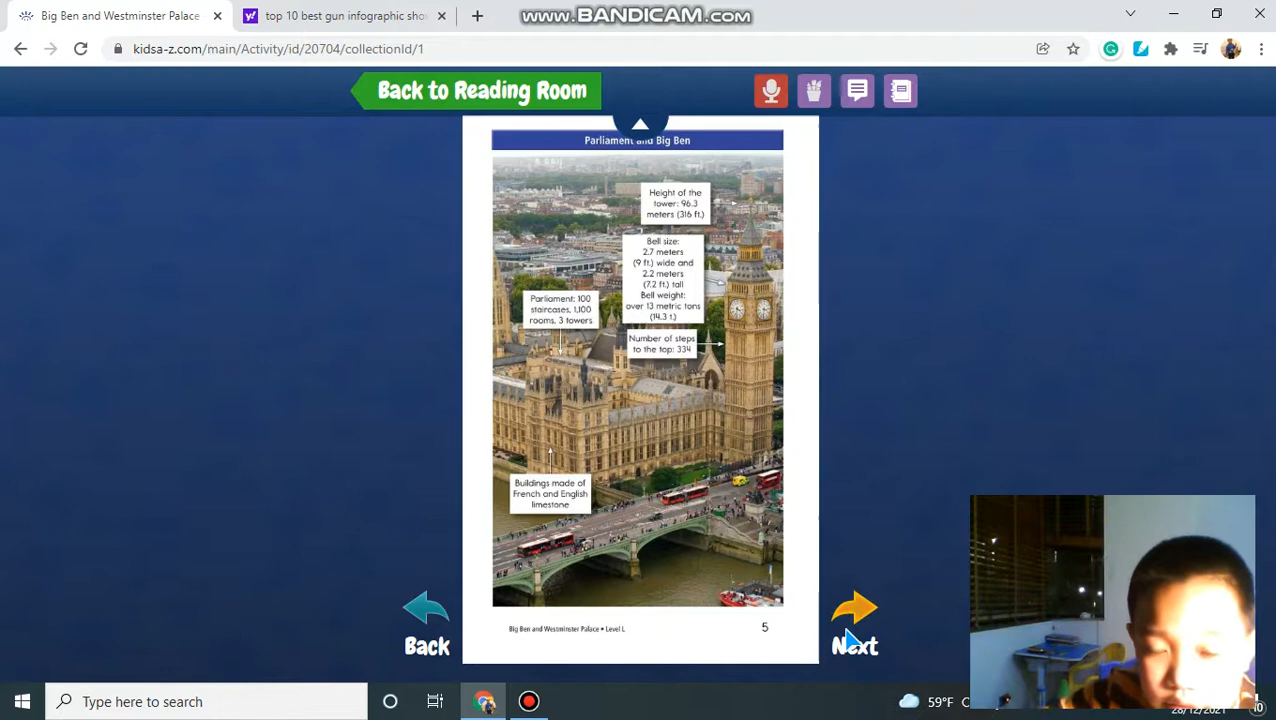 www.BANDICAM.com
Big Ben and Westminster Palace
top 10 best gun infographic sho
kidsa-z.com/main/Activity/id/20704/collectionId/1
Back to Reading Room
Parliament and Big Ben
Height of the
tower: 96.3
meters (316 ft.)
Bell size:
2.7 meters
(9 ft.) wide and
2.2 meters
(7.2 ft.) tall
Bell weight:
over 13 metric tons
(14.3 t.)
Parliament: 100
staircases, 1,100
rooms, 3 towers
Number of steps
to the top: 334
Buildings made of
French and English
limestone
Big Ben and Westminster Palace • Level L
5
Back
Next
Type here to search
59°F
28/12/2021